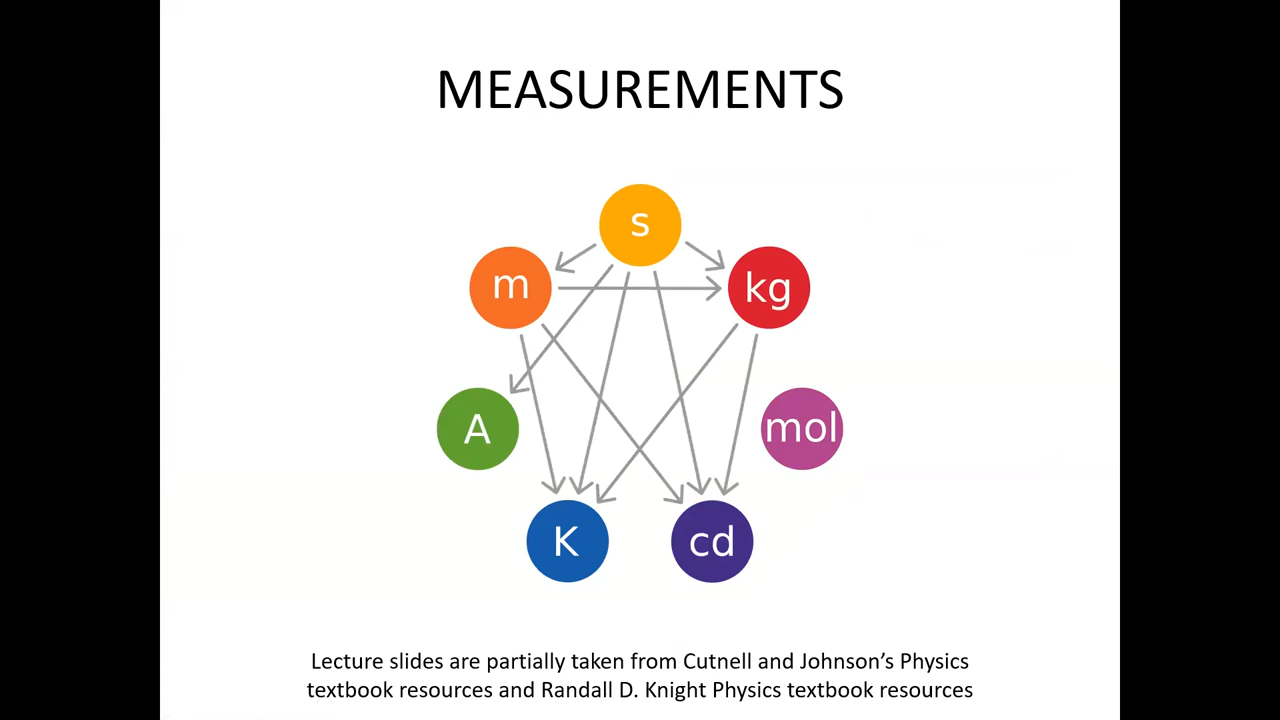 MEASUREMENTS
s
m
kg
A
mol
K
cd
Lecture slides are partially taken from Cutnell and Johnson’s Physics
textbook resources and Randall D. Knight Physics textbook resources